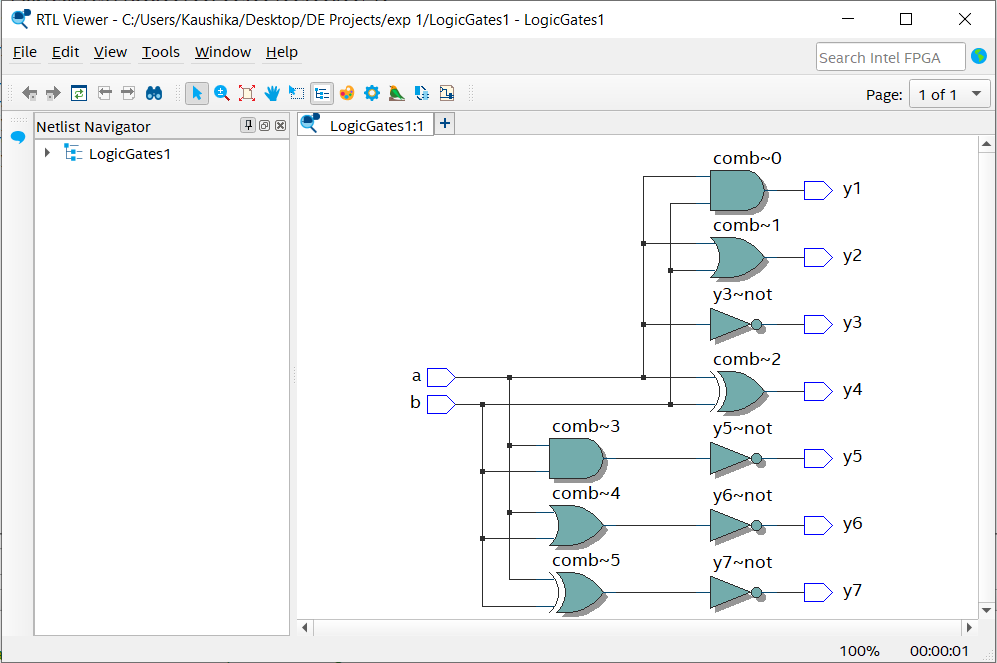 RTL Viewer - C:/Users/Kaushika/Desktop/DE Projects/exp 1/LogicGates1 - LogicGates1
File Edit View Tools Window Help
Search Intel FPGA
Page: 1 of 1
Netlist Navigator
LogicGates1:1
LogicGates1
comb~0
y1
comb~1
y2
y3~not
y3
comb~2
a
y4
b
comb~3
y5~not
y5
comb~4
y6~not
y6
comb~5
y7~not
y7
100% 00:00:01